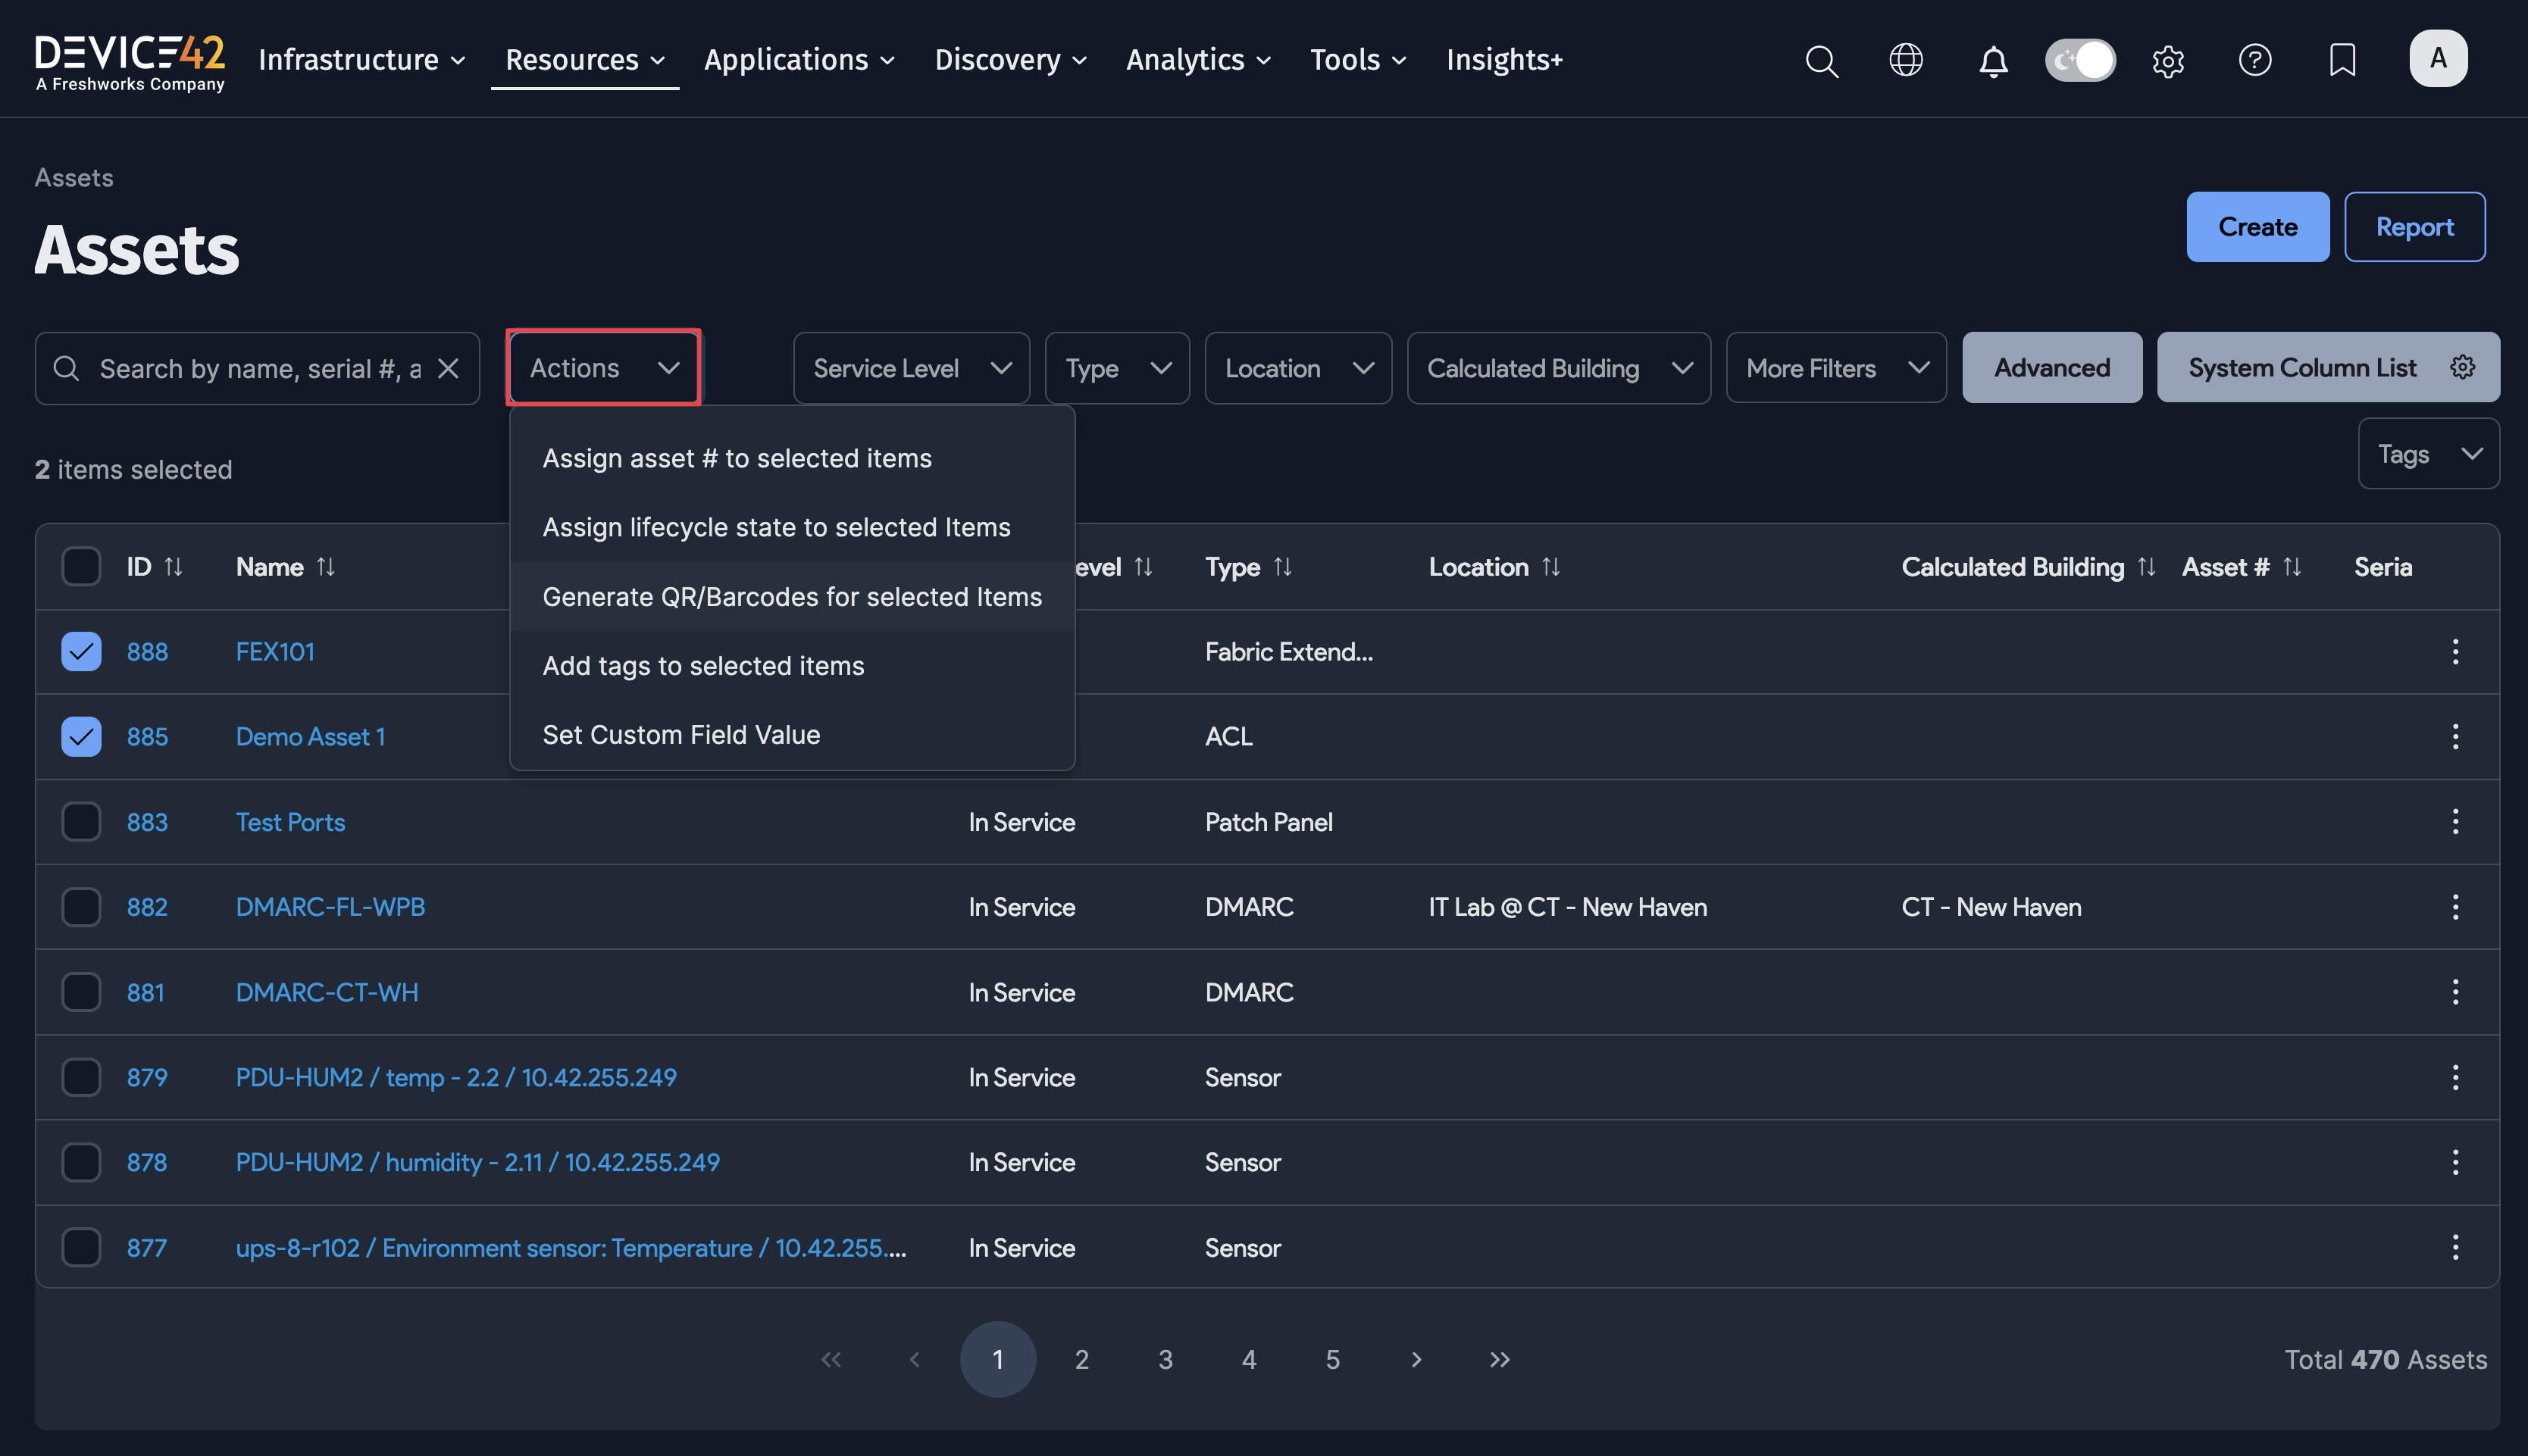 DEVICE42
A Freshworks Company
Infrastructure
Resources
Applications
Discovery
Analytics
Tools
Insights+
A
Assets
Assets
Create
Report
Search by name, serial #, a
Actions
Service Level
Type
Location
Calculated Building
More Filters
Advanced
System Column List
Tags
2 items selected
Assign asset # to selected items
Assign lifecycle state to selected Items
Generate QR/Barcodes for selected Items
Add tags to selected items
Set Custom Field Value
ID Name evel Type Location Calculated Building Asset # Seria
888 FEX101 Fabric Extend...
885 Demo Asset 1 ACL
883 Test Ports In Service Patch Panel
882 DMARC-FL-WPB In Service DMARC IT Lab @ CT - New Haven CT - New Haven
881 DMARC-CT-WH In Service DMARC
879 PDU-HUM2 / temp - 2.2 / 10.42.255.249 In Service Sensor
878 PDU-HUM2 / humidity - 2.11 / 10.42.255.249 In Service Sensor
877 ups-8-r102 / Environment sensor: Temperature / 10.42.255.... In Service Sensor
1 2 3 4 5
Total 470 Assets